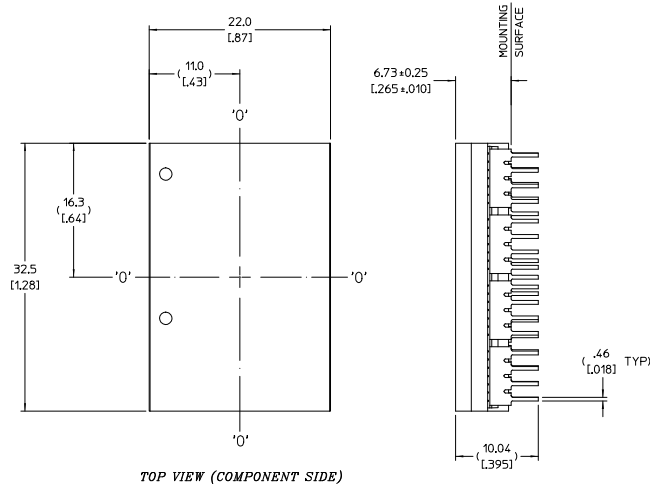 22.0
[.87]
( 11.0 )
[.43]
'0'
6.73 ±0.25
[.265 ±.010]
MOUNTING
SURFACE
( 16.3 )
[.64]
32.5
[1.28]
'0'
'0'
( .46 TYP)
[.018]
'0'
( 10.04 )
[.395]
TOP VIEW (COMPONENT SIDE)